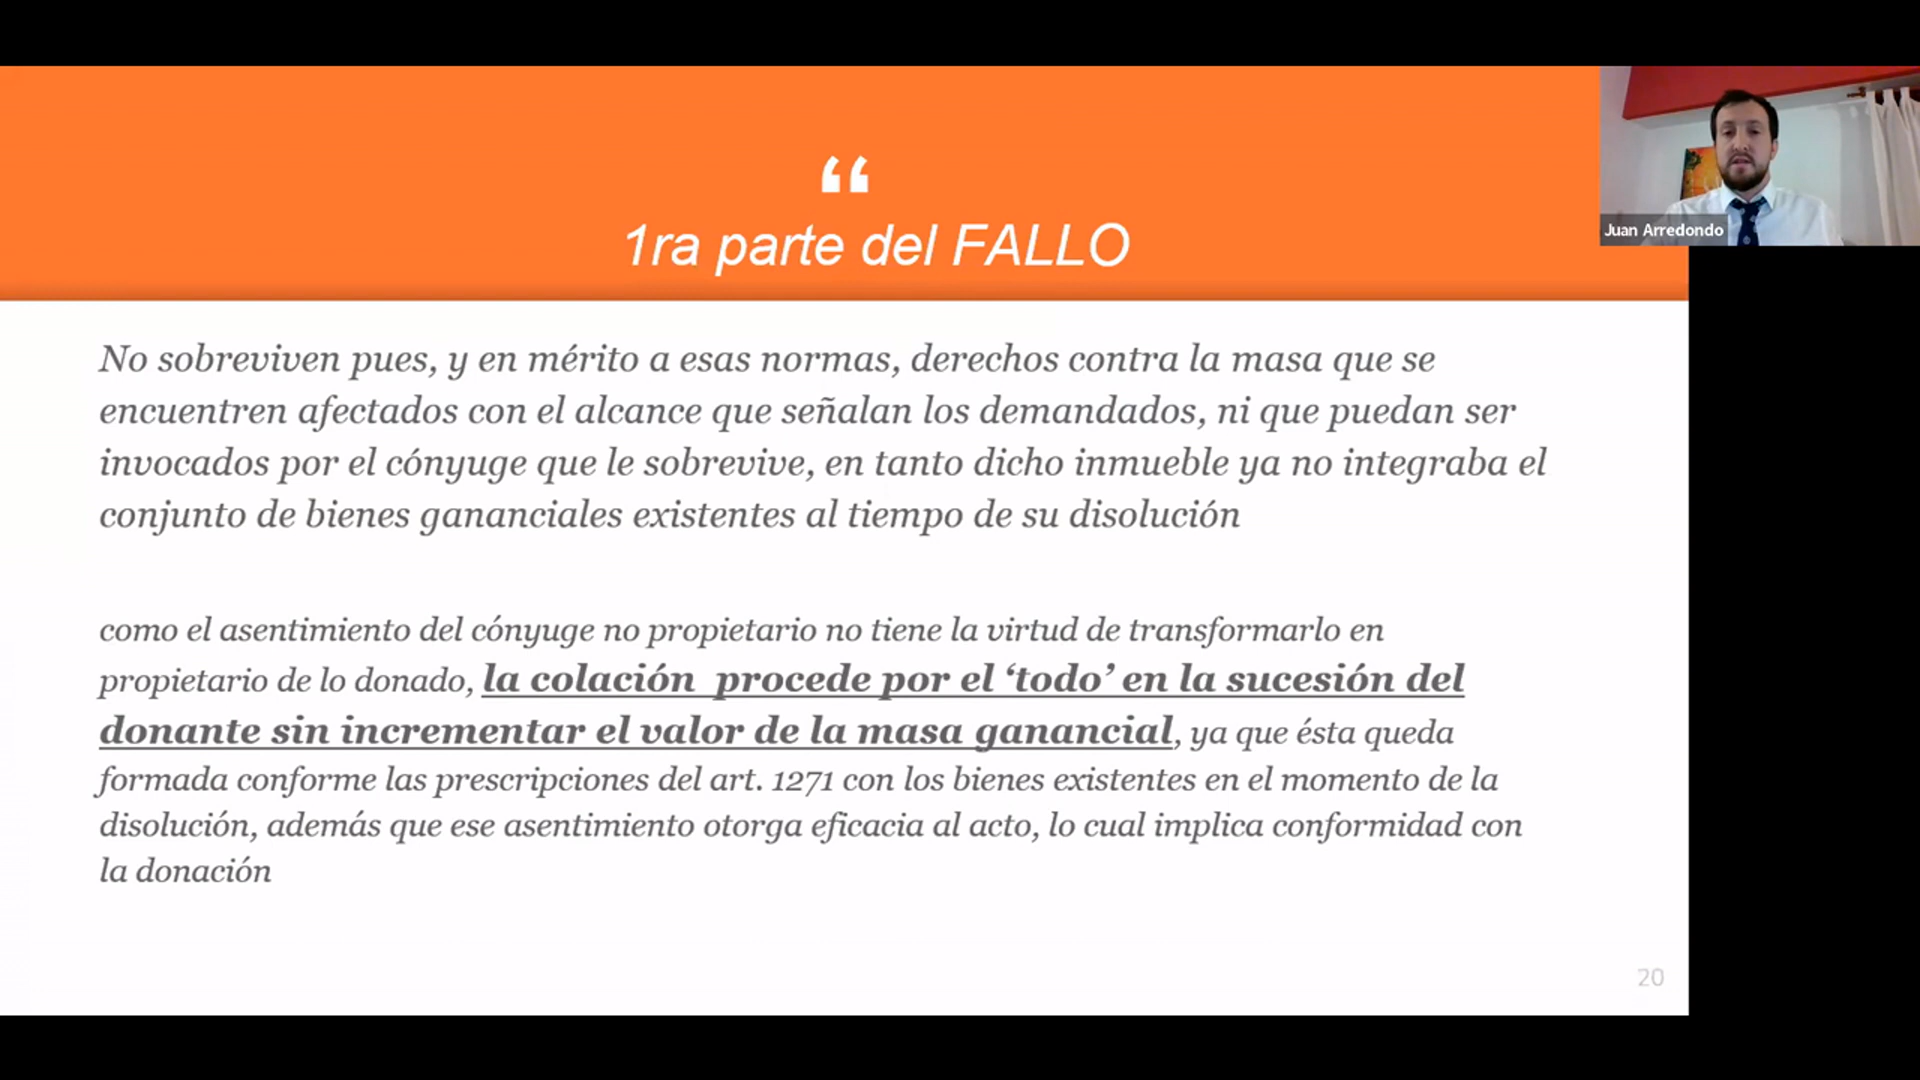 “
1ra parte del FALLO
Juan Arredondo
No sobreviven pues, y en mérito a esas normas, derechos contra la masa que se
encuentren afectados con el alcance que señalan los demandados, ni que puedan ser
invocados por el cónyuge que le sobrevive, en tanto dicho inmueble ya no integraba el
conjunto de bienes gananciales existentes al tiempo de su disolución
como el asentimiento del cónyuge no propietario no tiene la virtud de transformarlo en
propietario de lo donado, la colación  procede por el ‘todo’ en la sucesión del
donante sin incrementar el valor de la masa ganancial, ya que ésta queda
formada conforme las prescripciones del art. 1271 con los bienes existentes en el momento de la
disolución, además que ese asentimiento otorga eficacia al acto, lo cual implica conformidad con
la donación
20